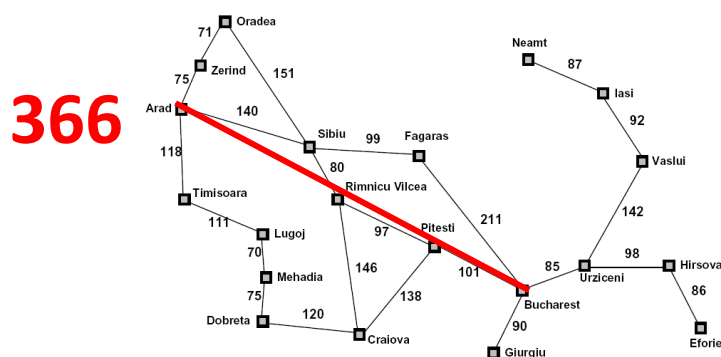 Oradea
71
Neamt
87
Zerind
151
75
Iasi
366
Arad
140
92
Sibiu
99
Fagaras
118
80
Vaslui
Rimnicu Vilcea
Timisoara
211
142
111
Lugoj
97
Pitesti
70
146
101
85
98
Hirsova
Mehadia
Urziceni
86
75
138
Bucharest
120
Dobreta
90
Craiova
Eforie
Giurgiu